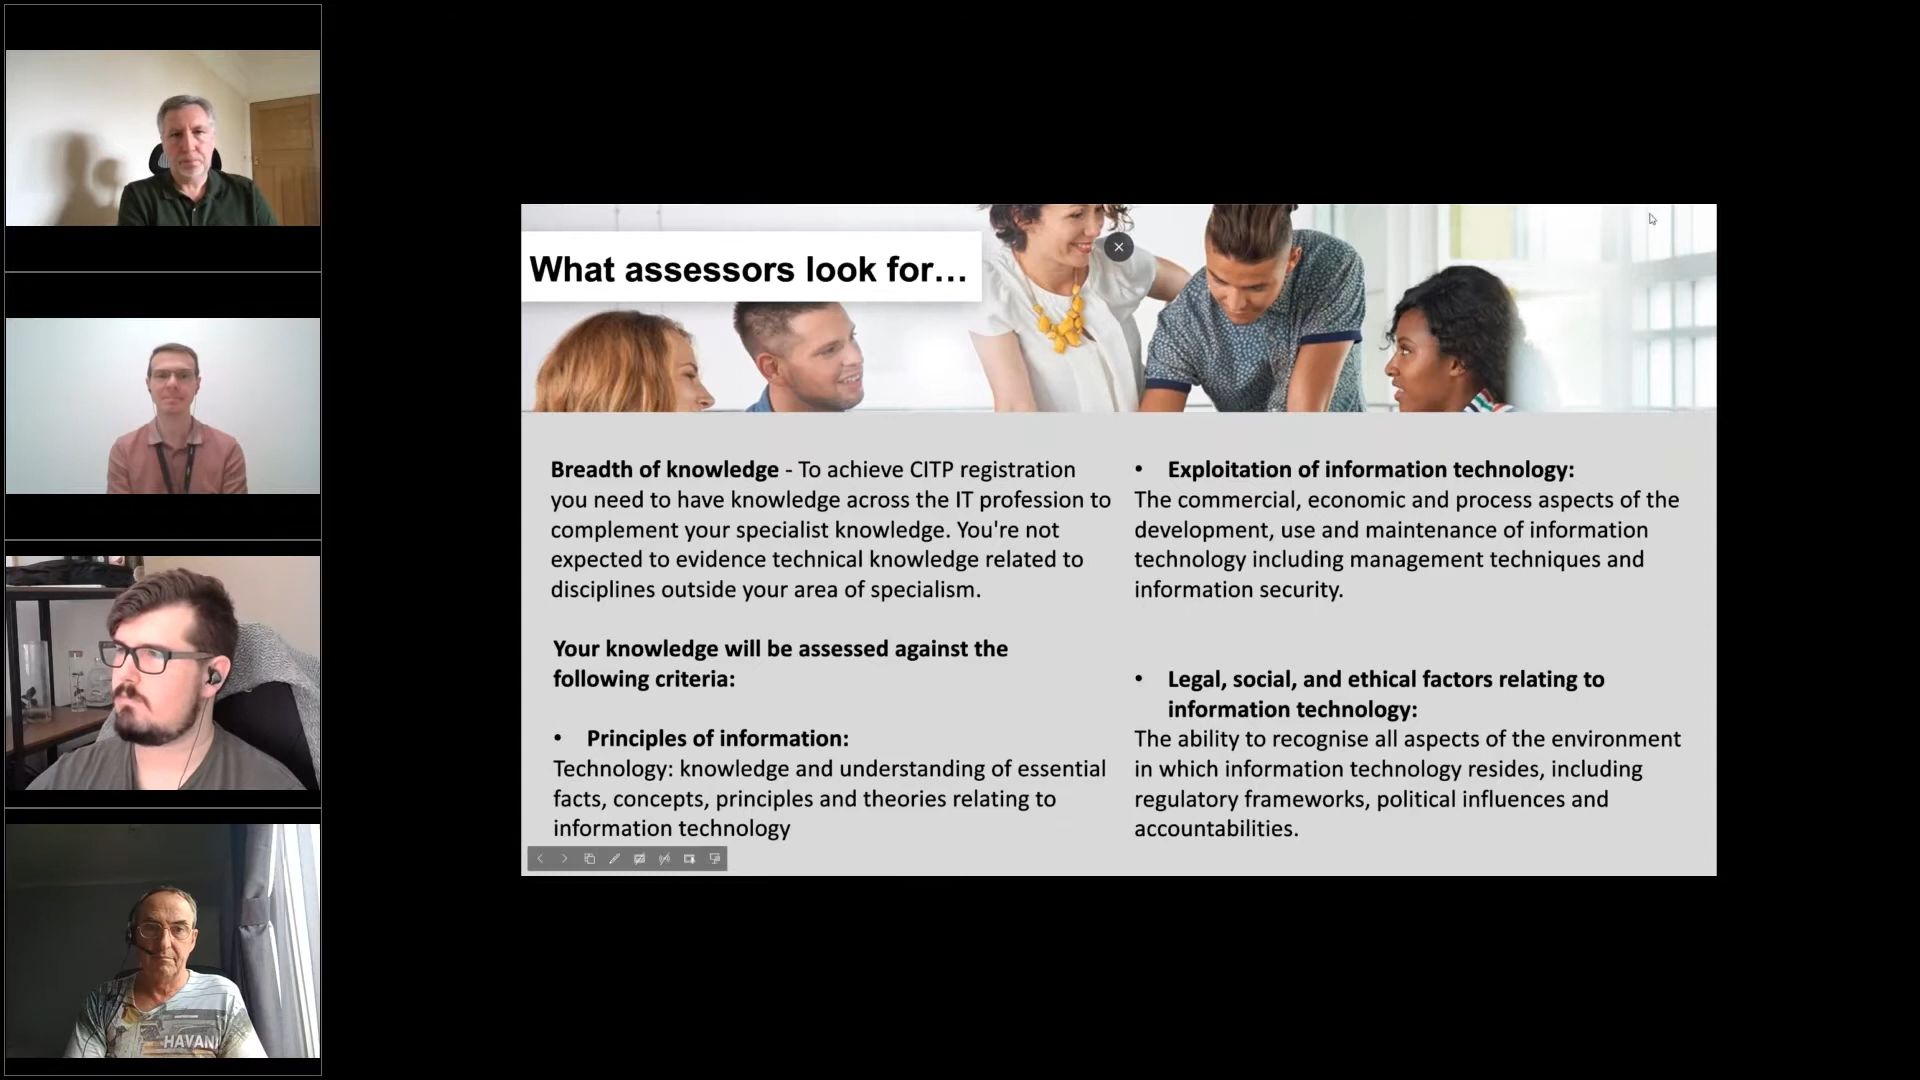 What assessors look for…
Breadth of knowledge - To achieve CITP registration
you need to have knowledge across the IT profession to
complement your specialist knowledge. You're not
expected to evidence technical knowledge related to
disciplines outside your area of specialism.
Your knowledge will be assessed against the
following criteria:
• Principles of information:
Technology: knowledge and understanding of essential
facts, concepts, principles and theories relating to
information technology
• Exploitation of information technology:
The commercial, economic and process aspects of the
development, use and maintenance of information
technology including management techniques and
information security.
• Legal, social, and ethical factors relating to
information technology:
The ability to recognise all aspects of the environment
in which information technology resides, including
regulatory frameworks, political influences and
accountabilities.
HAVAN